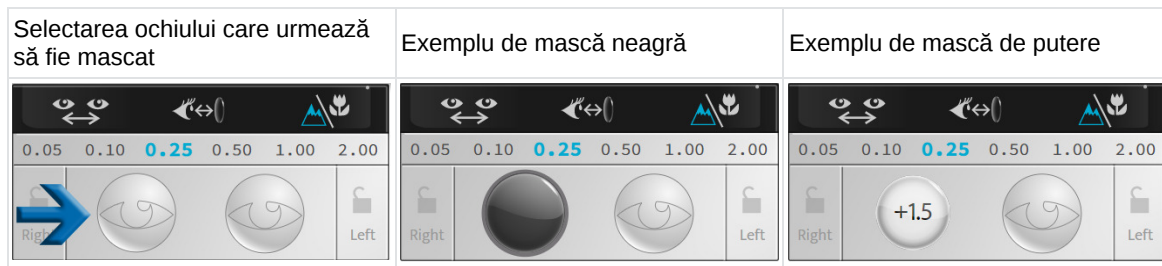 Selectarea ochiului care urmează
să fie mascat
Exemplu de mască neagră
Exemplu de mască de putere
0.05 0.10 0.25 0.50 1.00 2.00
Right
Left
0.05 0.10 0.25 0.50 1.00 2.00
Right
Left
0.05 0.10 0.25 0.50 1.00 2.00
Right
+1.5
Left